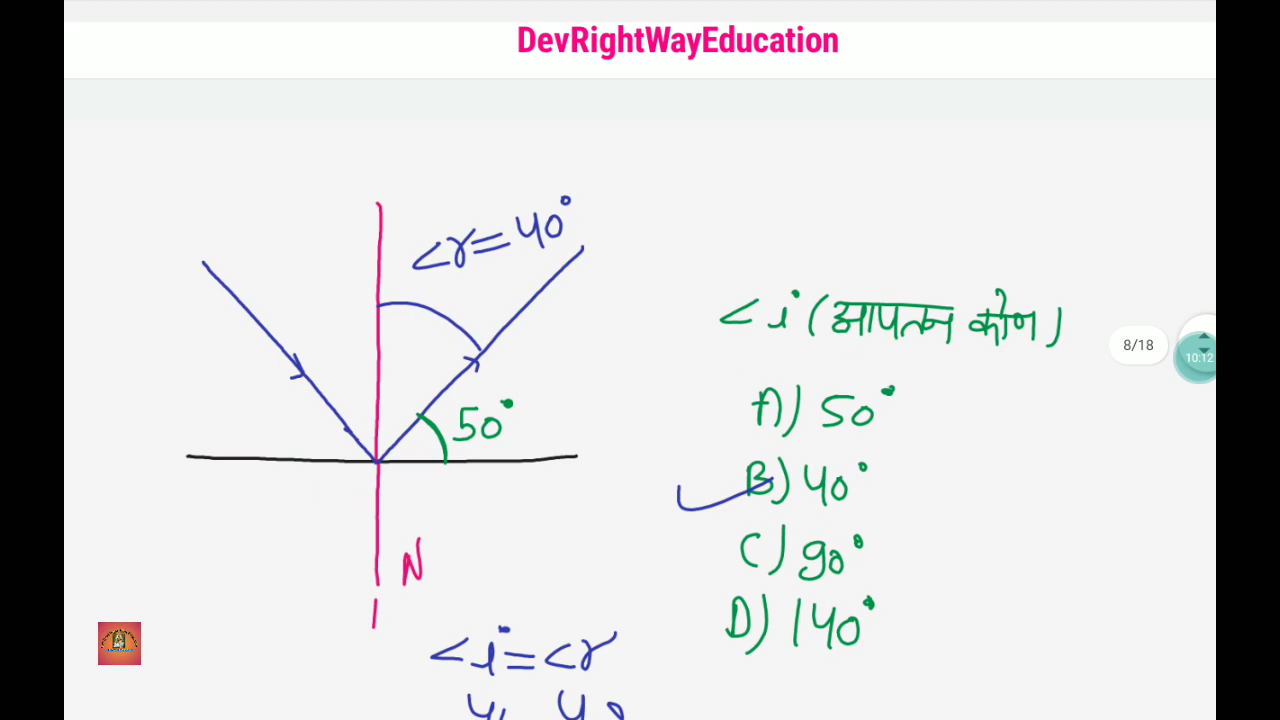 DevRightWayEducation
<r=40°
<i(आपतन कोण)
8/18
10:12
A) 50°
50°
B) 40°
C) 90°
N
D) 140°
<i=<r